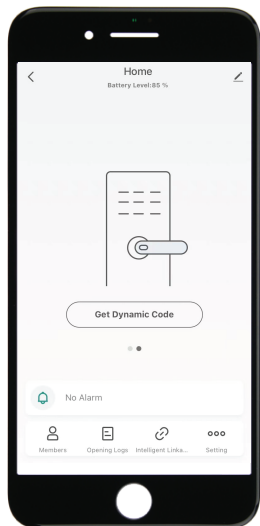 Home
Battery Level:85 %
Get Dynamic Code
No Alarm
Members
Opening Logs
Intelligent Linka...
Setting